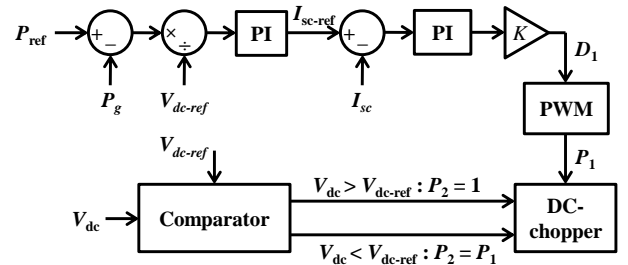 P_ref + − × ÷ PI I_sc-ref + − PI K D_1
P_g V_dc-ref I_sc PWM
V_dc-ref P_1
V_dc > V_dc-ref : P_2 = 1
V_dc Comparator DC-
chopper
V_dc < V_dc-ref : P_2 = P_1